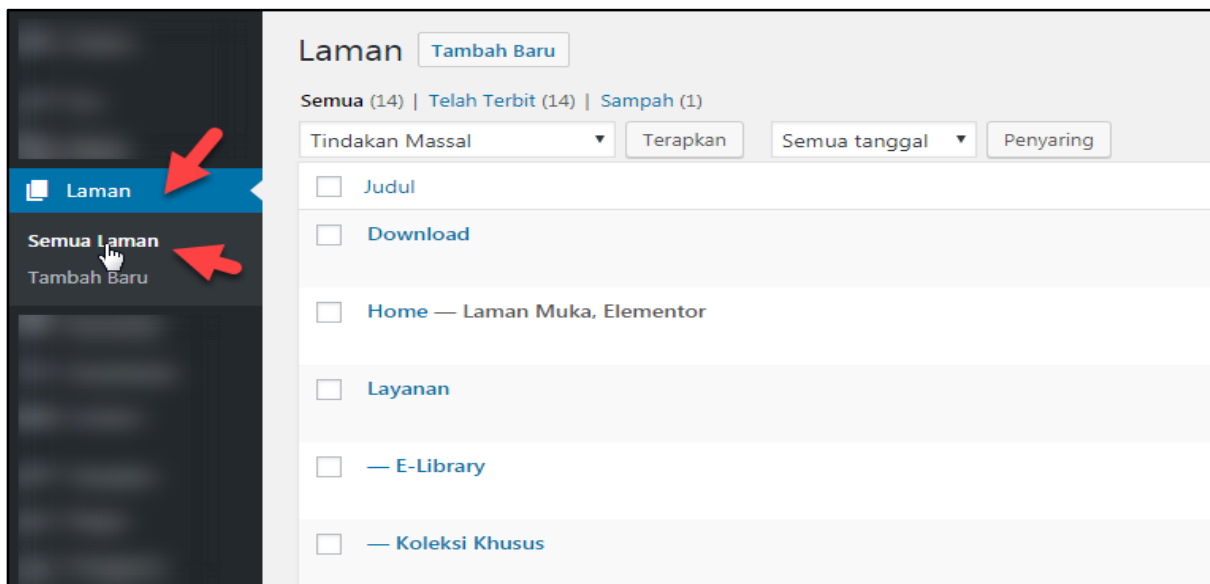 Laman
Semua Laman
Tambah Baru
Laman Tambah Baru
Semua (14) | Telah Terbit (14) | Sampah (1)
Tindakan Massal Terapkan Semua tanggal Penyaring
Judul
Download
Home — Laman Muka, Elementor
Layanan
— E-Library
— Koleksi Khusus